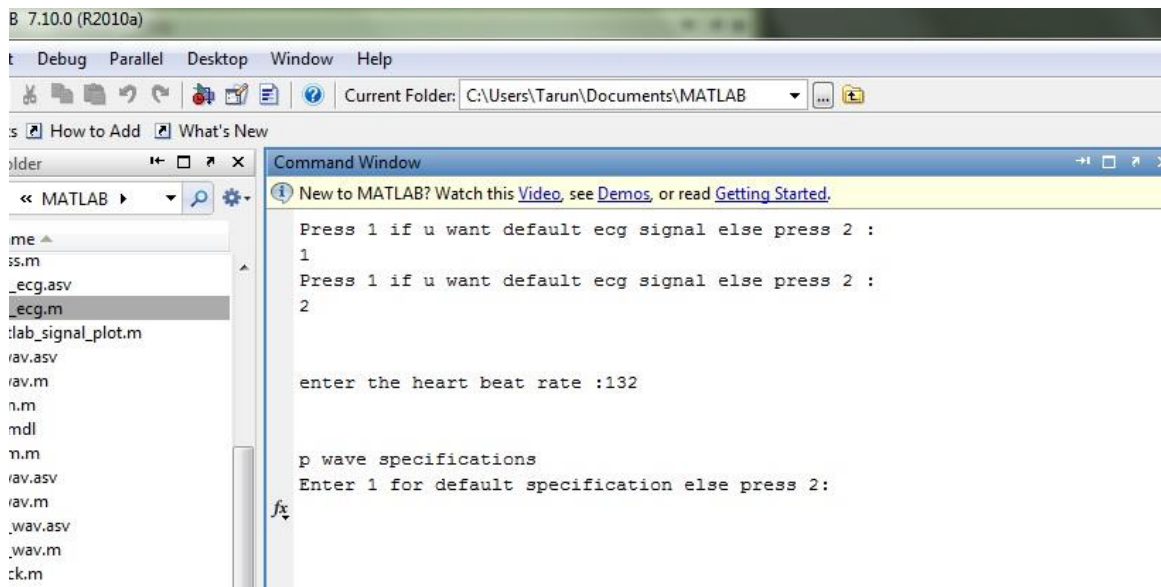 B 7.10.0 (R2010a)
t Debug Parallel Desktop Window Help
Current Folder: C:\Users\Tarun\Documents\MATLAB
s How to Add What's New
older
Command Window
« MATLAB
New to MATLAB? Watch this Video, see Demos, or read Getting Started.
me
ss.m
_ecg.asv
_ecg.m
tlab_signal_plot.m
vav.asv
vav.m
n.m
mdl
m.m
vav.asv
vav.m
_wav.asv
_wav.m
ck.m
Press 1 if u want default ecg signal else press 2 :
1
Press 1 if u want default ecg signal else press 2 :
2
enter the heart beat rate :132
p wave specifications
Enter 1 for default specification else press 2:
fx